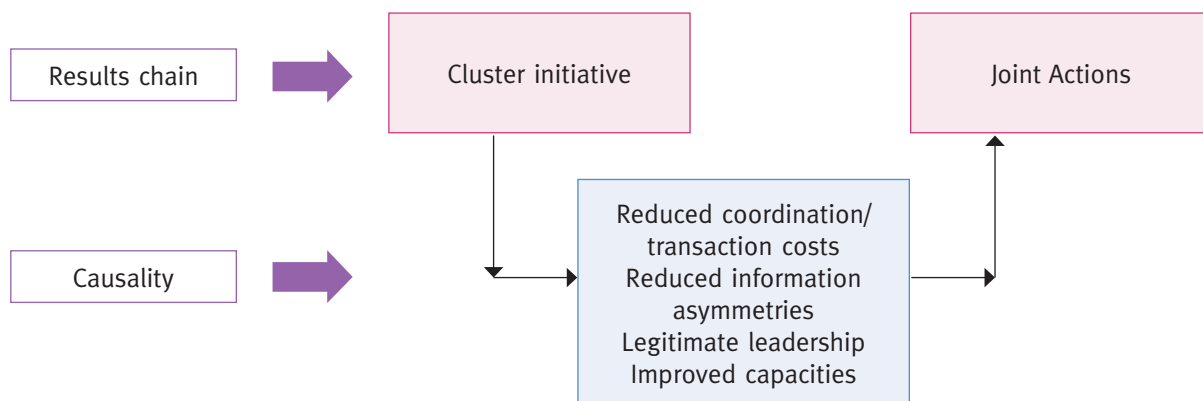 Results chain
Cluster initiative
Joint Actions
Causality
Reduced coordination/
transaction costs
Reduced information
asymmetries
Legitimate leadership
Improved capacities